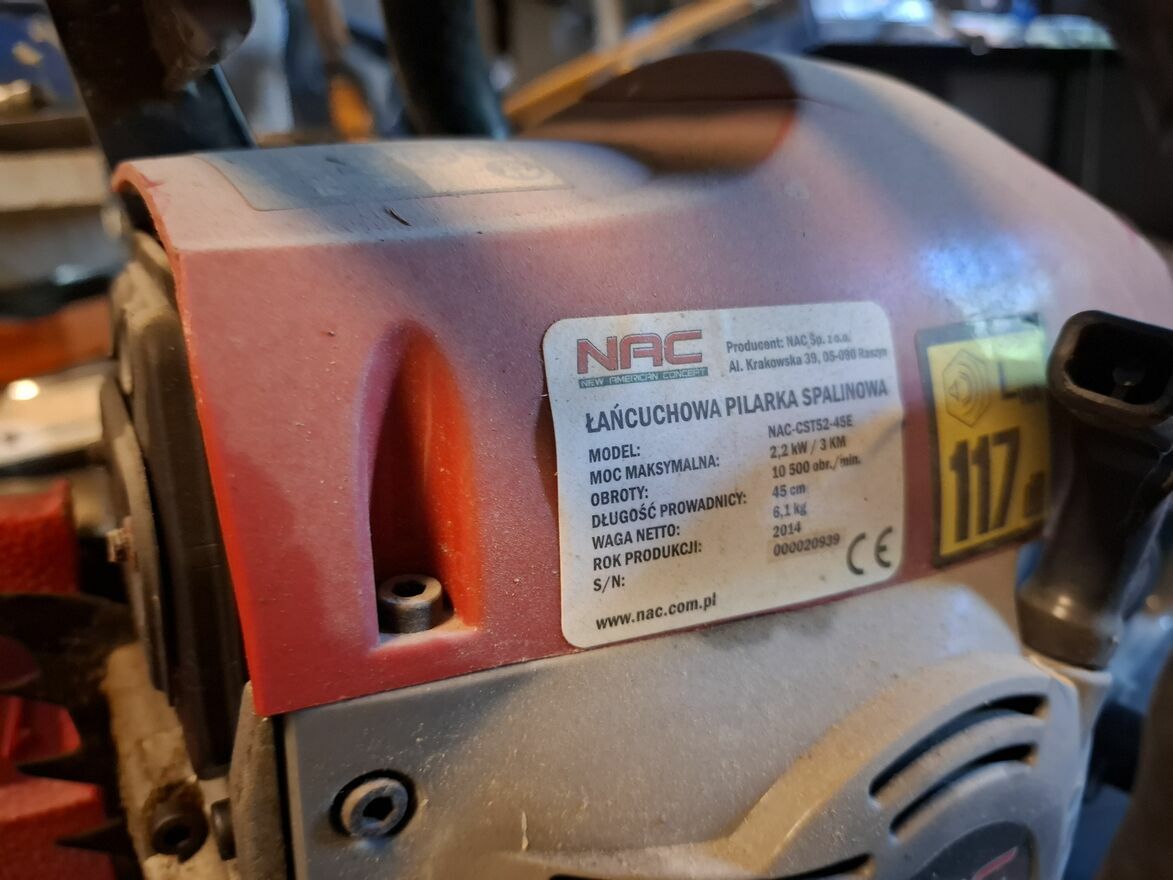 NAC
NEW AMERICAN CONCEPT
Producent: NAC Sp. z o.o.
Al. Krakowska 39, 05-090 Raszyn
ŁAŃCUCHOWA PILARKA SPALINOWA
MODEL: NAC-CST52-45E
MOC MAKSYMALNA: 2,2 kW / 3 KM
OBROTY: 10 500 obr./min.
DŁUGOŚĆ PROWADNICY: 45 cm
WAGA NETTO: 6,1 kg
ROK PRODUKCJI: 2014
S/N: 000020939
CE
www.nac.com.pl
117